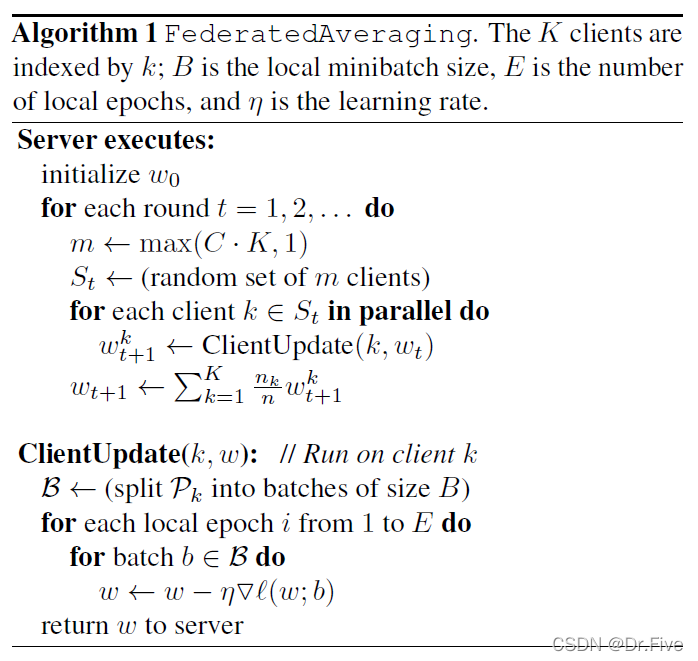 Algorithm 1 FederatedAveraging. The K clients are
indexed by k; B is the local minibatch size, E is the number
of local epochs, and η is the learning rate.
Server executes:
initialize w₀
for each round t = 1, 2, . . . do
m ← max(C · K, 1)
Sₜ ← (random set of m clients)
for each client k ∈ Sₜ in parallel do
w_{t+1}^k ← ClientUpdate(k, wₜ)
w_{t+1} ← ∑_{k=1}^K \frac{n_k}{n} w_{t+1}^k
ClientUpdate(k, w): // Run on client k
ℬ ← (split 𝒫ₖ into batches of size B)
for each local epoch i from 1 to E do
for batch b ∈ ℬ do
w ← w − η▽ℓ(w; b)
return w to server
CSDN @Dr.Five